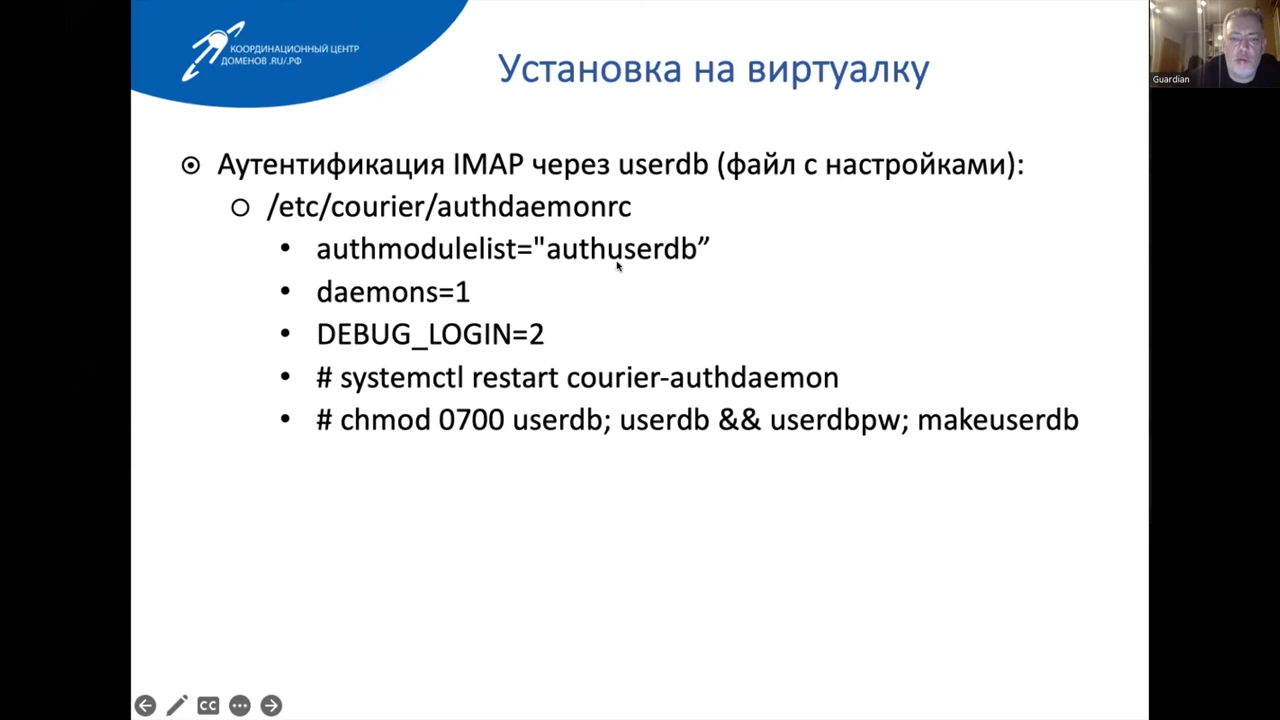 КООРДИНАЦИОННЫЙ ЦЕНТР
ДОМЕНОВ .RU/.РФ
Установка на виртуалку
Guardian
Аутентификация IMAP через userdb (файл с настройками):
/etc/courier/authdaemonrc
authmodulelist="authuserdb”
daemons=1
DEBUG_LOGIN=2
# systemctl restart courier-authdaemon
# chmod 0700 userdb; userdb && userdbpw; makeuserdb
CC